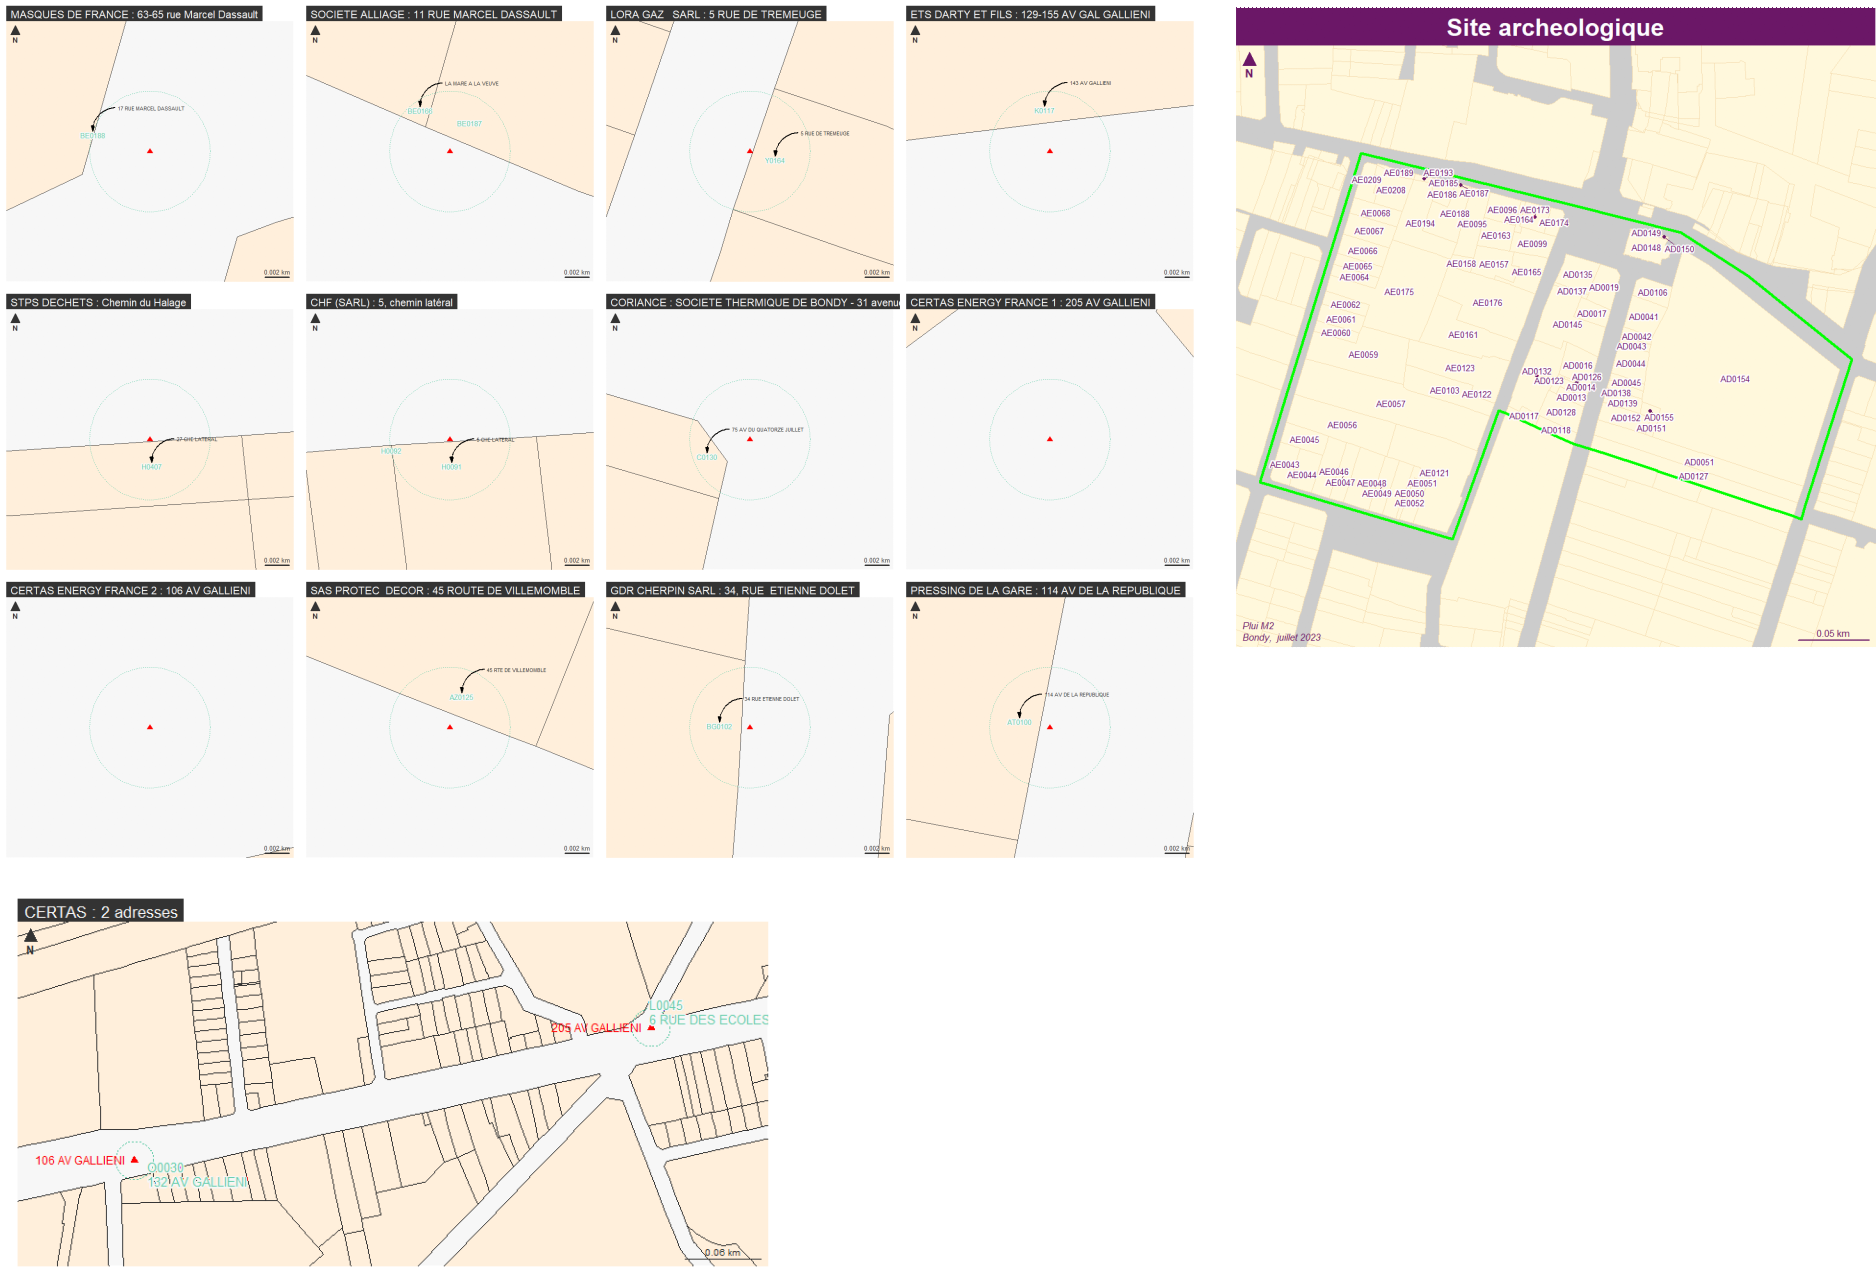 MASQUES DE FRANCE : 63-65 rue Marcel Dassault
N
17 RUE MARCEL DASSAULT
BE0188
0.002 km
SOCIETE ALLIAGE : 11 RUE MARCEL DASSAULT
N
LA MARE A LA VEUVE
BE0187
0.002 km
LORA GAZ SARL : 5 RUE DE TREMEUGE
N
5 RUE DE TREMEUGE
Y0164
0.002 km
ETS DARTY ET FILS : 129-155 AV GAL GALLIENI
N
143 AV GALLIENI
K0117
0.002 km
STPS DECHETS : Chemin du Halage
N
27 CHE LATERAL
H0407
0.002 km
CHF (SARL) : 5, chemin latéral
N
5 CHE LATERAL
H0092
H0091
0.002 km
CORIANCE : SOCIETE THERMIQUE DE BONDY - 31 avenu
N
75 AV DU QUATORZE JUILLET
C0130
0.002 km
CERTAS ENERGY FRANCE 1 : 205 AV GALLIENI
N
0.002 km
CERTAS ENERGY FRANCE 2 : 106 AV GALLIENI
N
0.002 km
SAS PROTEC DECOR : 45 ROUTE DE VILLEMOMBLE
N
45 RTE DE VILLEMOMBLE
AZ0125
0.002 km
GDR CHERPIN SARL : 34, RUE ETIENNE DOLET
N
34 RUE ETIENNE DOLET
BG0102
0.002 km
PRESSING DE LA GARE : 114 AV DE LA REPUBLIQUE
N
114 AV DE LA REPUBLIQUE
AT0100
0.002 km
CERTAS : 2 adresses
N
L0045
205 AV GALLIENI
6 RUE DES ECOLES
106 AV GALLIENI
Q0030
132 AV GALLIENI
0.06 km
Site archeologique
N
AE0189 AE0193
AE0209 AE0185
AE0208 AE0186 AE0187
AE0068 AE0188 AE0096 AE0173
AE0194 AE0095 AE0164 AE0174
AE0067 AE0163
AE0099
AD0149
AD0148 AD0150
AE0066
AE0065 AE0158 AE0157
AE0064 AE0165 AD0135
AE0175 AD0137 AD0019 AD0106
AE0062 AE0176
AE0061 AD0017 AD0041
AE0060 AD0145
AE0161 AD0042
AD0043
AE0059
AE0123 AD0132 AD0016 AD0044
AD0123 AD0126 AD0045 AD0154
AE0103 AE0122 AD0014 AD0138
AE0057 AD0013 AD0139
AD0117 AD0128 AD0152 AD0155
AE0056 AD0118 AD0151
AE0045
AE0043 AD0051
AE0044 AE0046 AE0121 AD0127
AE0047 AE0048 AE0051
AE0049 AE0050
AE0052
Plui M2
Bondy, juillet 2023
0.05 km